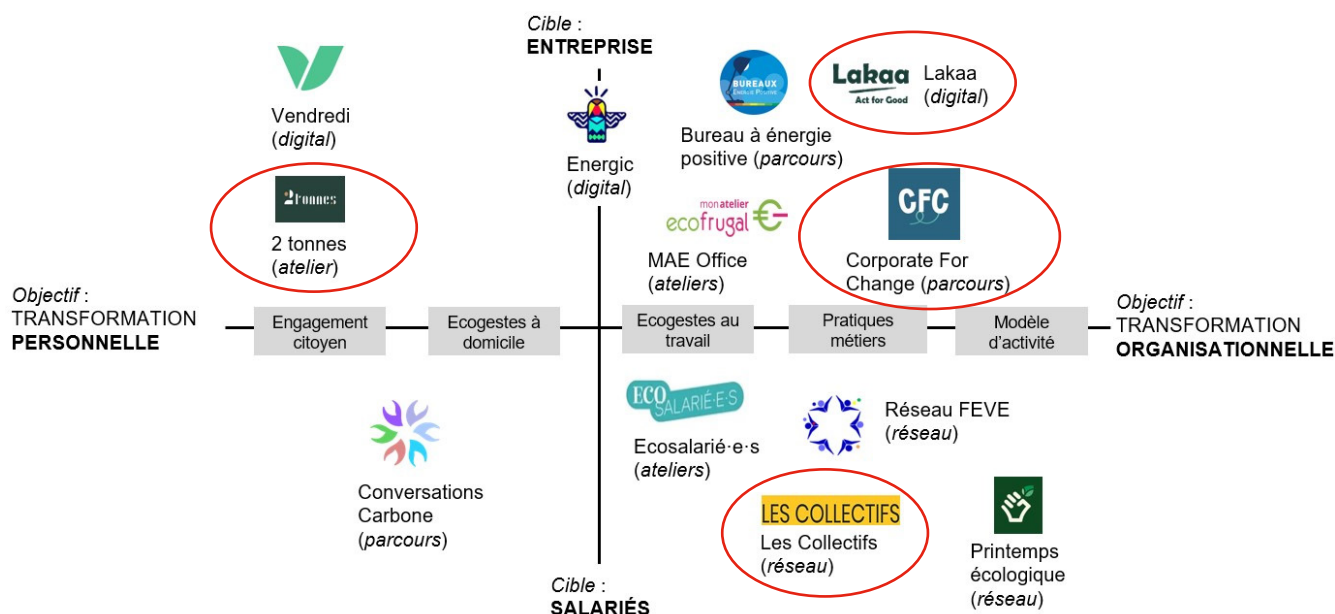 Cible :
ENTREPRISE
Vendredi
(digital)
2tonnes
2 tonnes
(atelier)
Energic
(digital)
BUREAUX
ENERGIE POSITIVE
Bureau à énergie
positive (parcours)
Lakaa
Act for Good
Lakaa
(digital)
mon atelier
ecofrugal
MAE Office
(ateliers)
CFC
Corporate For
Change (parcours)
Objectif :
TRANSFORMATION
PERSONNELLE
Engagement
citoyen
Ecogestes à
domicile
Ecogestes au
travail
Pratiques
métiers
Modèle
d'activité
Objectif :
TRANSFORMATION
ORGANISATIONNELLE
Conversations
Carbone
(parcours)
ECO
SALARIÉ·E·S
Ecosalarié·e·s
(ateliers)
Réseau FEVE
(réseau)
LES COLLECTIFS
Les Collectifs
(réseau)
Printemps
écologique
(réseau)
Cible :
SALARIÉS